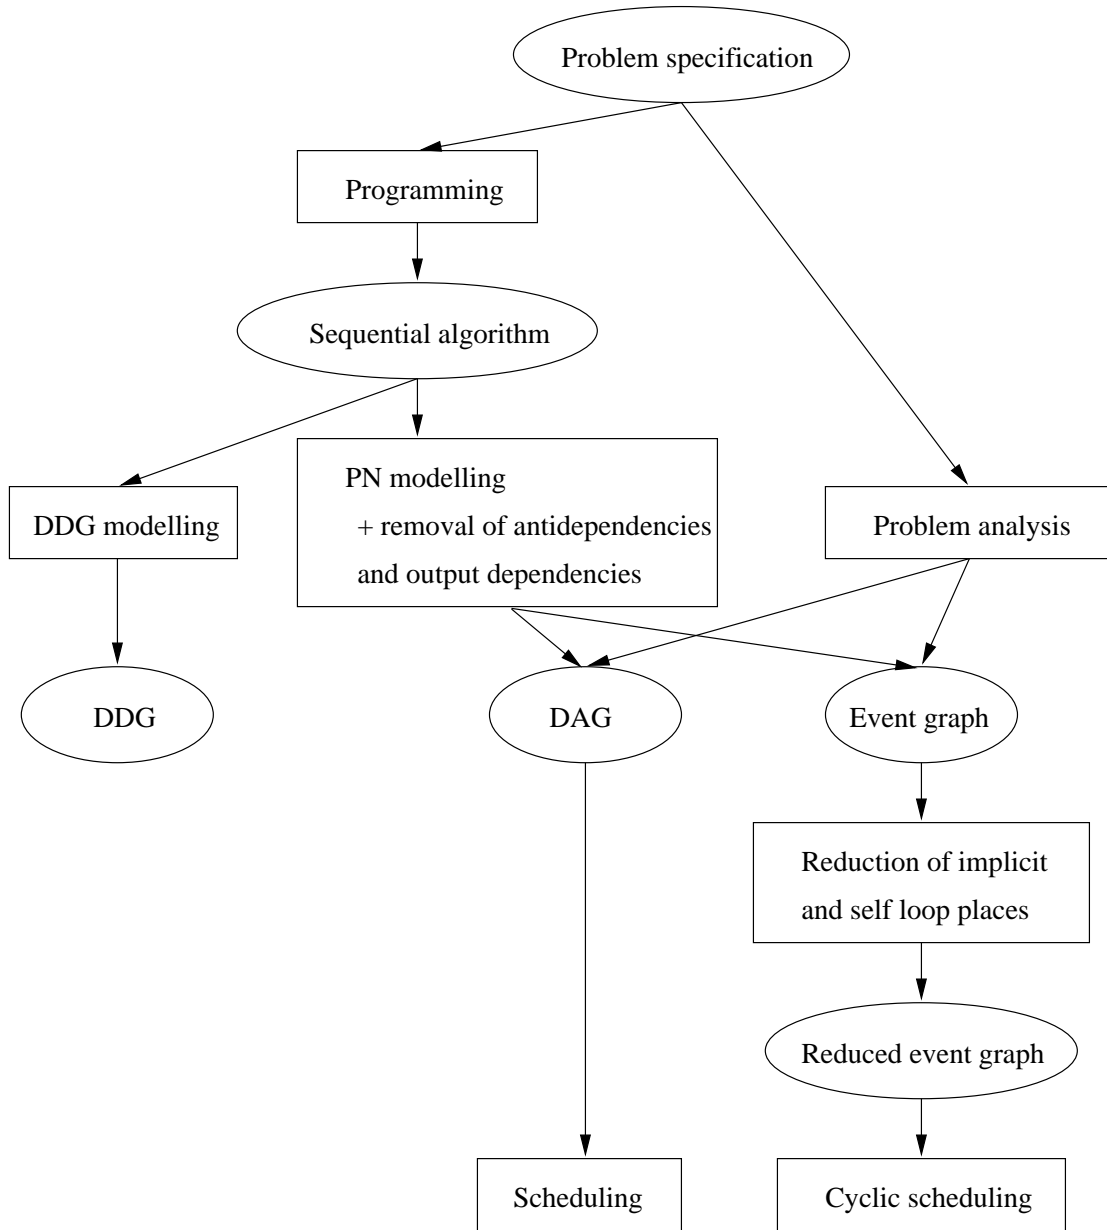 Problem specification
Programming
Sequential algorithm
PN modelling
+ removal of antidependencies
and output dependencies
DDG modelling
Problem analysis
DDG
DAG
Event graph
Reduction of implicit
and self loop places
Reduced event graph
Scheduling
Cyclic scheduling